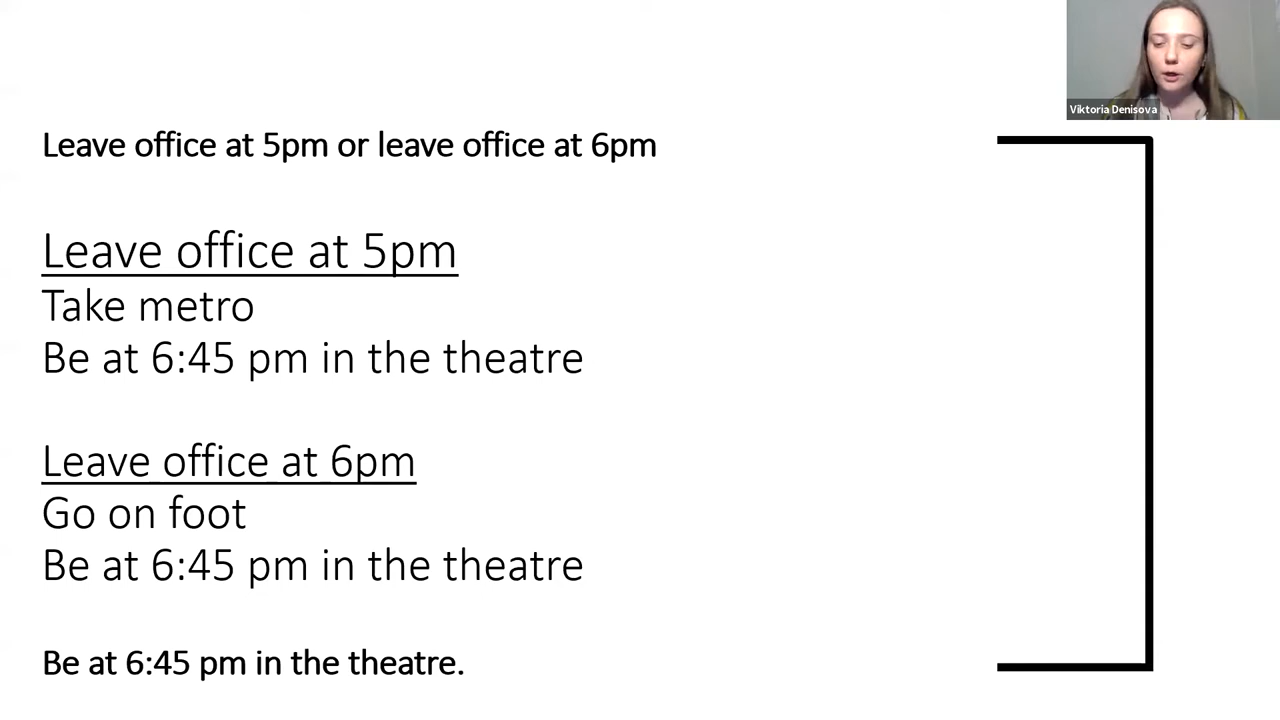 Viktoria Denisova
Leave office at 5pm or leave office at 6pm
Leave office at 5pm
Take metro
Be at 6:45 pm in the theatre
Leave office at 6pm
Go on foot
Be at 6:45 pm in the theatre
Be at 6:45 pm in the theatre.